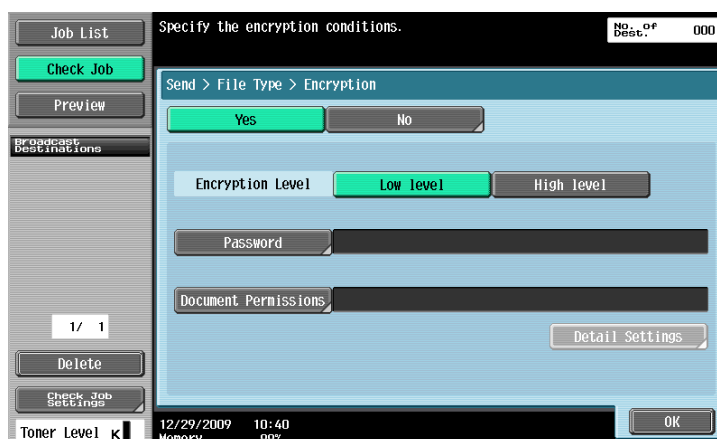 Job List
Check Job
Preview
Broadcast
Destinations
1/ 1
Delete
Check Job
Settings
Toner Level K
Specify the encryption conditions.
No. of
Dest.
000
Send > File Type > Encryption
Yes
No
Encryption Level
Low level
High level
Password
Document Permissions
Detail Settings
12/29/2009 10:40
Memory
OK